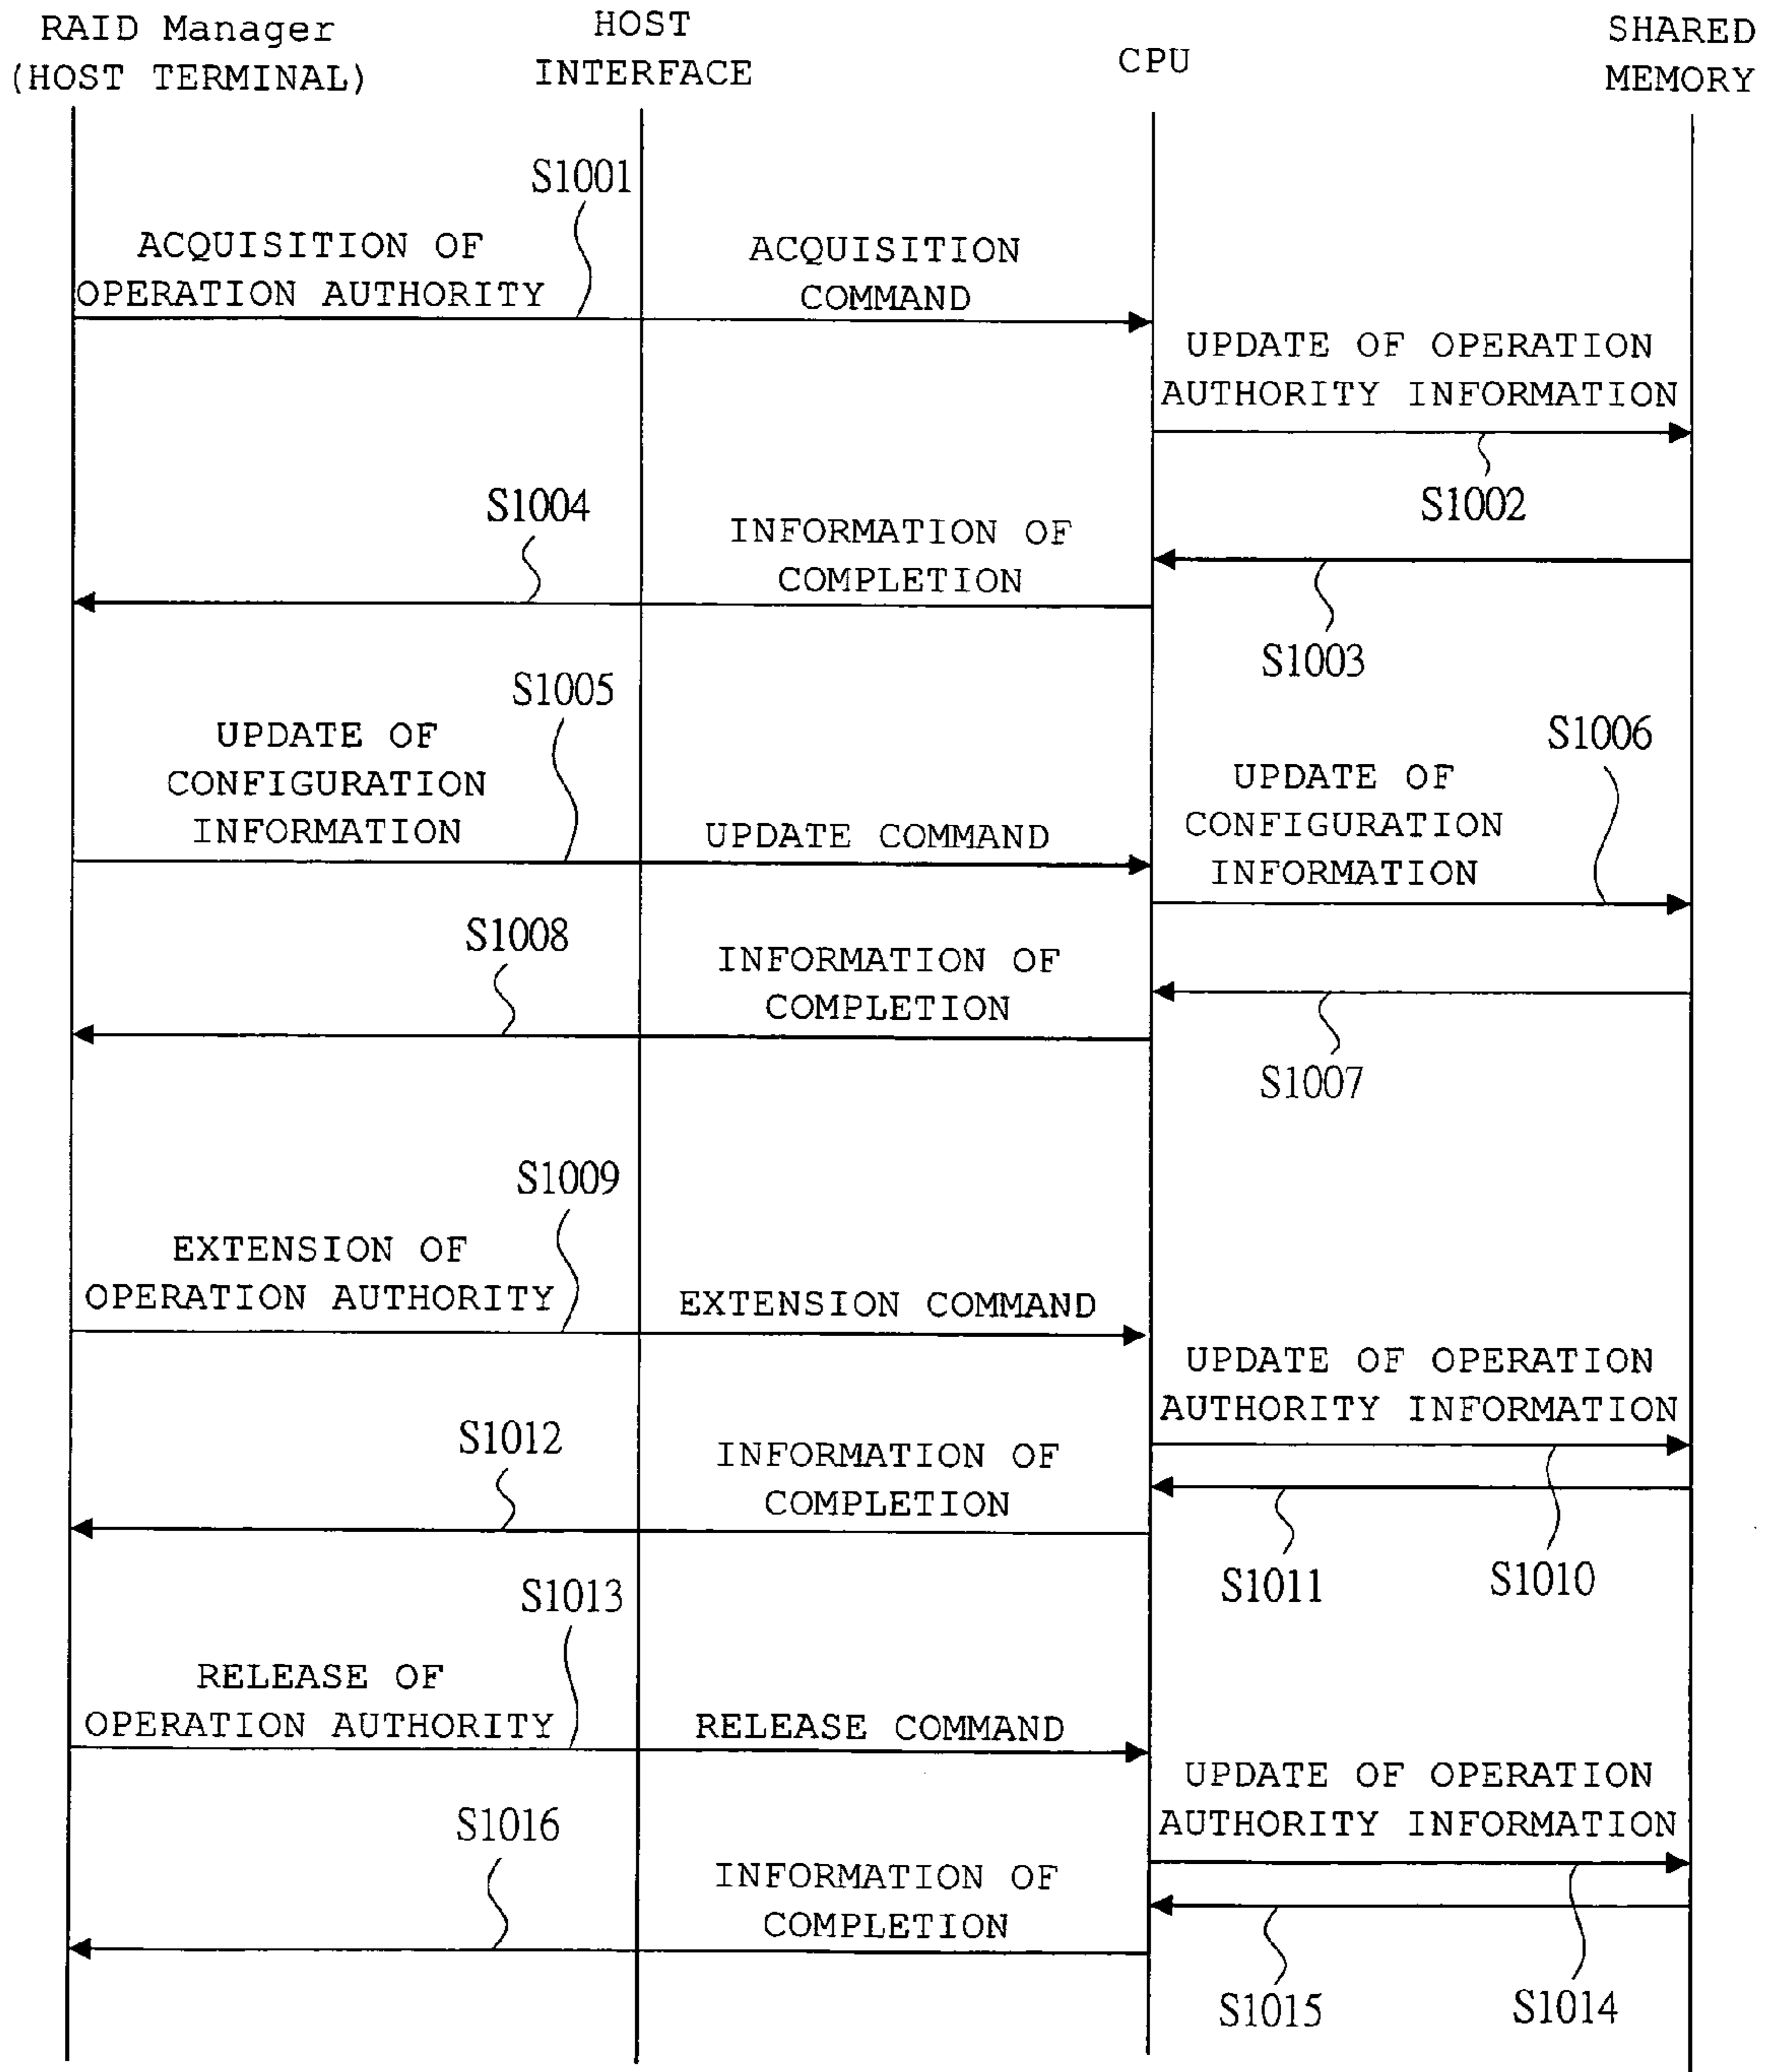 RAID Manager
(HOST TERMINAL)
HOST
INTERFACE
CPU
SHARED
MEMORY
S1001
ACQUISITION OF
OPERATION AUTHORITY
ACQUISITION
COMMAND
UPDATE OF OPERATION
AUTHORITY INFORMATION
S1002
S1004
INFORMATION OF
COMPLETION
S1003
S1005
UPDATE OF
CONFIGURATION
INFORMATION
UPDATE COMMAND
S1006
UPDATE OF
CONFIGURATION
INFORMATION
S1008
INFORMATION OF
COMPLETION
S1007
S1009
EXTENSION OF
OPERATION AUTHORITY
EXTENSION COMMAND
UPDATE OF OPERATION
AUTHORITY INFORMATION
S1012
INFORMATION OF
COMPLETION
S1011
S1010
S1013
RELEASE OF
OPERATION AUTHORITY
RELEASE COMMAND
UPDATE OF OPERATION
AUTHORITY INFORMATION
S1016
INFORMATION OF
COMPLETION
S1015
S1014